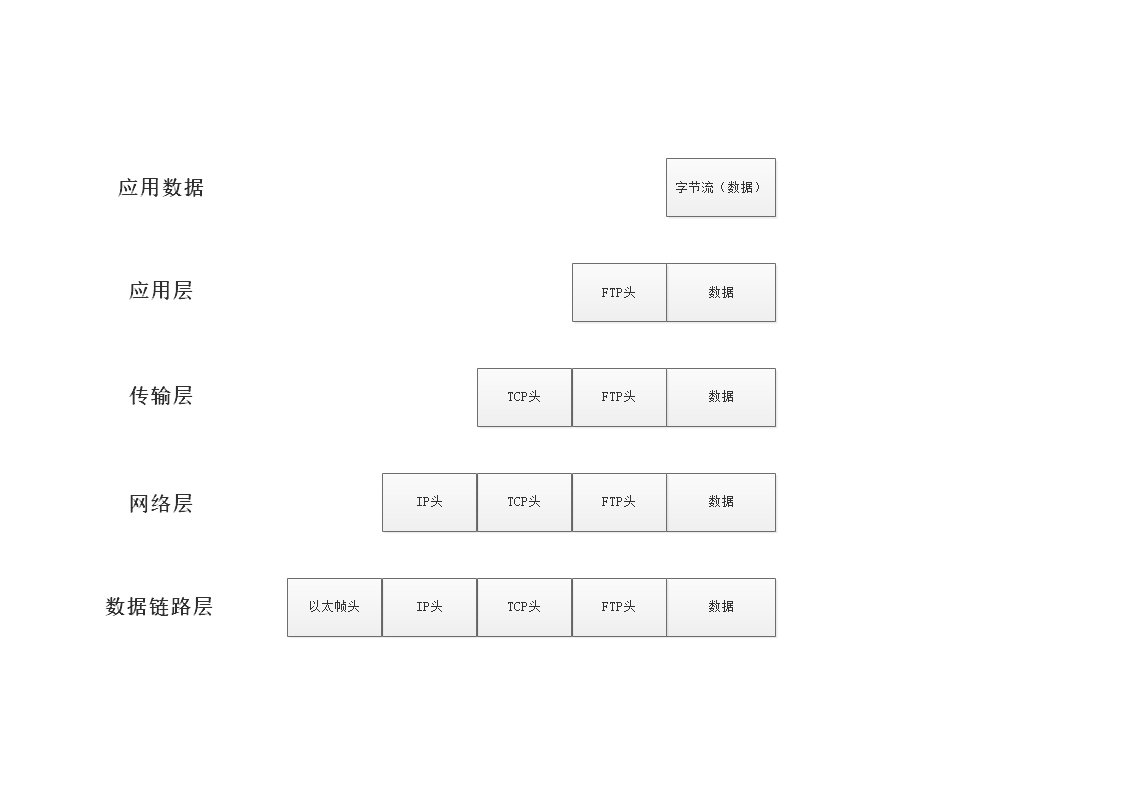 应用数据
字节流（数据）
应用层
FTP头 数据
传输层
TCP头 FTP头 数据
网络层
IP头 TCP头 FTP头 数据
数据链路层
以太帧头 IP头 TCP头 FTP头 数据